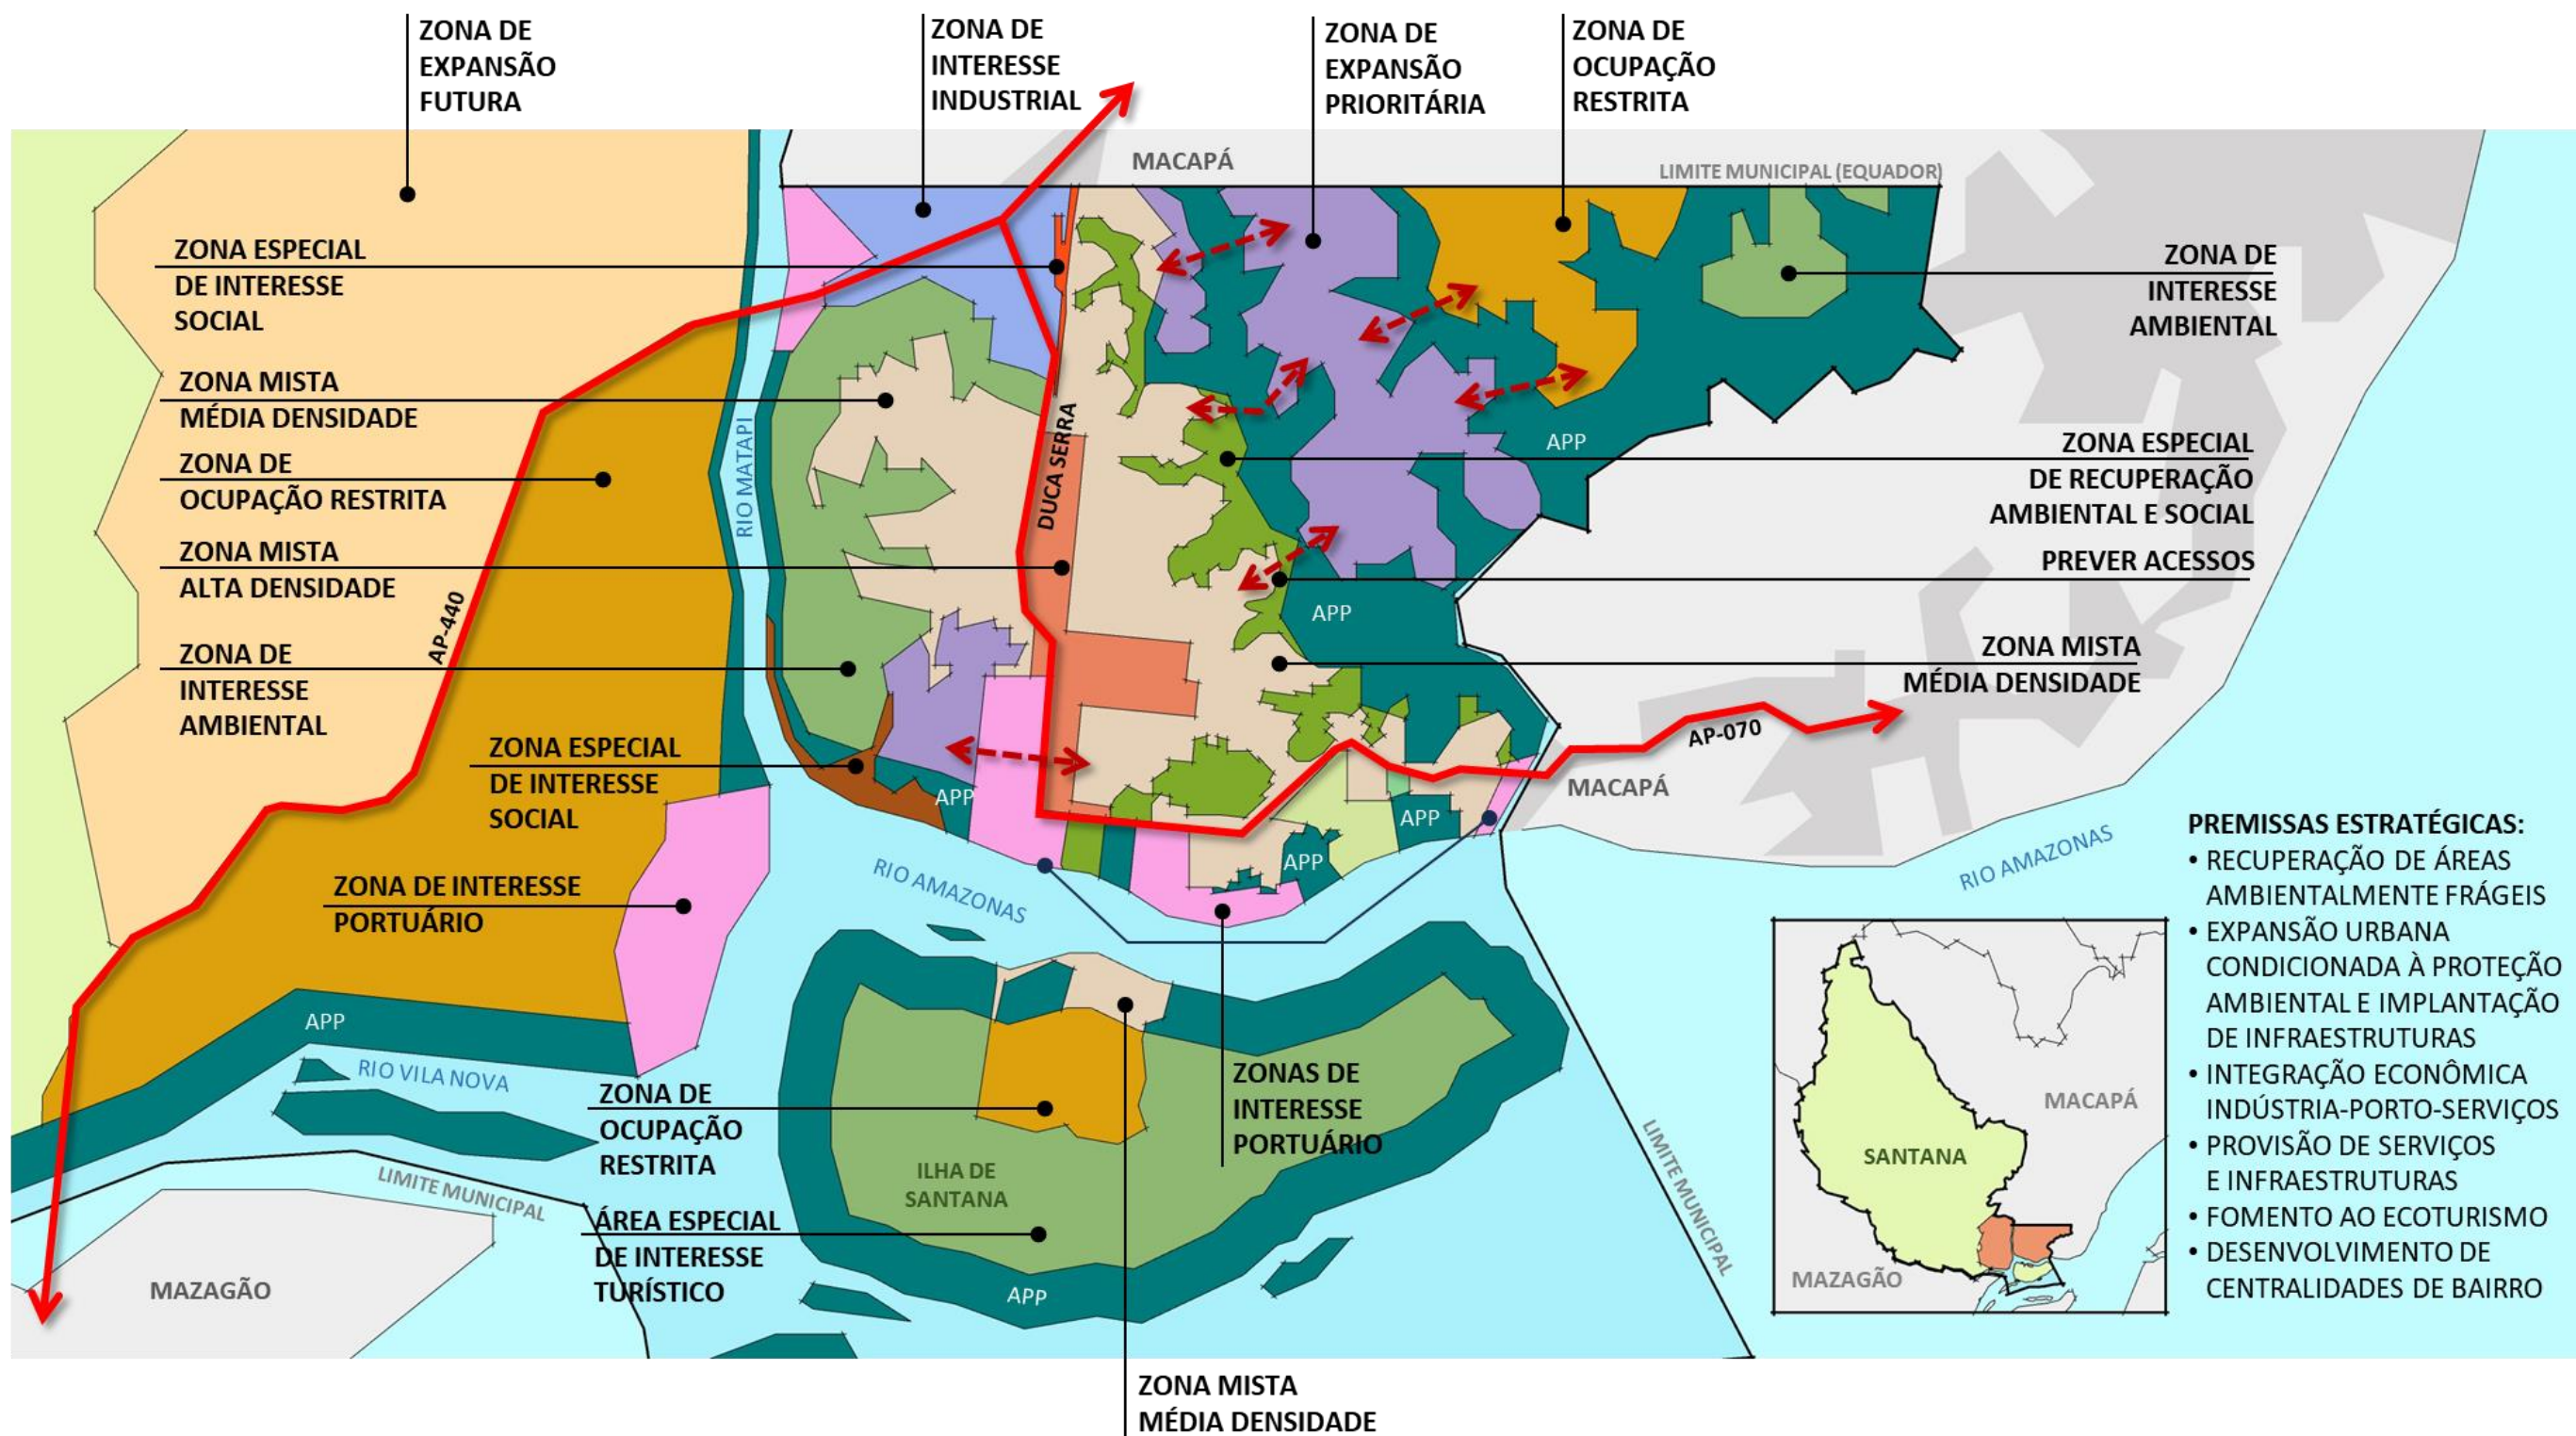 ZONA DE
EXPANSÃO
FUTURA
ZONA DE
INTERESSE
INDUSTRIAL
ZONA DE
EXPANSÃO
PRIORITÁRIA
ZONA DE
OCUPAÇÃO
RESTRITA
MACAPÁ
LIMITE MUNICIPAL (EQUADOR)
ZONA ESPECIAL
DE INTERESSE
SOCIAL
ZONA DE
INTERESSE
AMBIENTAL
ZONA MISTA
MÉDIA DENSIDADE
ZONA DE
OCUPAÇÃO RESTRITA
ZONA MISTA
ALTA DENSIDADE
ZONA DE
INTERESSE
AMBIENTAL
AP-440
RIO MATAPI
DUCA SERRA
APP
ZONA ESPECIAL
DE RECUPERAÇÃO
AMBIENTAL E SOCIAL
PREVER ACESSOS
APP
ZONA MISTA
MÉDIA DENSIDADE
AP-070
MACAPÁ
ZONA ESPECIAL
DE INTERESSE
SOCIAL
APP
APP
APP
ZONA DE INTERESSE
PORTUÁRIO
RIO AMAZONAS
RIO AMAZONAS
APP
RIO VILA NOVA
ZONA DE
OCUPAÇÃO
RESTRITA
ZONAS DE
INTERESSE
PORTUÁRIO
ILHA DE
SANTANA
LIMITE MUNICIPAL
LIMITE MUNICIPAL
ÁREA ESPECIAL
DE INTERESSE
TURÍSTICO
MAZAGÃO
APP
ZONA MISTA
MÉDIA DENSIDADE
MACAPÁ
SANTANA
MAZAGÃO
PREMISSAS ESTRATÉGICAS:
• RECUPERAÇÃO DE ÁREAS
AMBIENTALMENTE FRÁGEIS
• EXPANSÃO URBANA
CONDICIONADA À PROTEÇÃO
AMBIENTAL E IMPLANTAÇÃO
DE INFRAESTRUTURAS
• INTEGRAÇÃO ECONÔMICA
INDÚSTRIA-PORTO-SERVIÇOS
• PROVISÃO DE SERVIÇOS
E INFRAESTRUTURAS
• FOMENTO AO ECOTURISMO
• DESENVOLVIMENTO DE
CENTRALIDADES DE BAIRRO